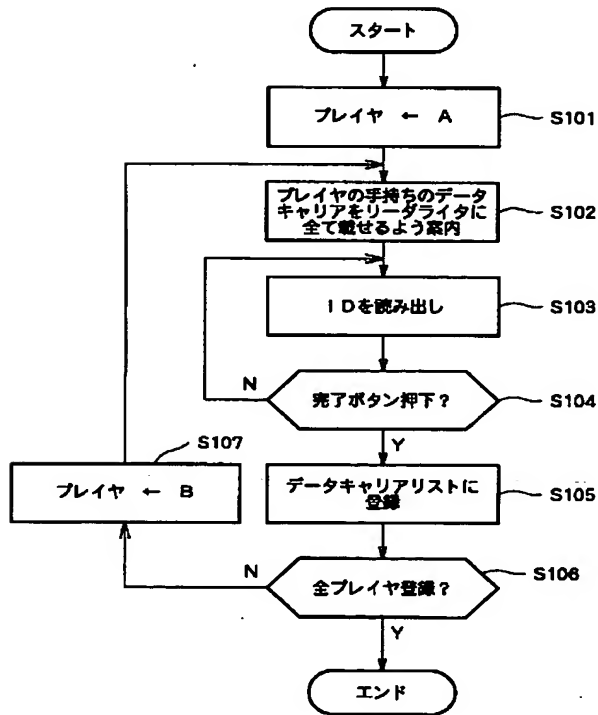 スタート
プレイヤ ← A
S101
プレイヤの手持ちのデータ
キャリアをリーダライタに
全て載せるよう案内
S102
IDを読み出し
S103
N
完了ボタン押下?
S104
Y
S107
プレイヤ ← B
データキャリアリストに
登録
S105
N
全プレイヤ登録?
S106
Y
エンド